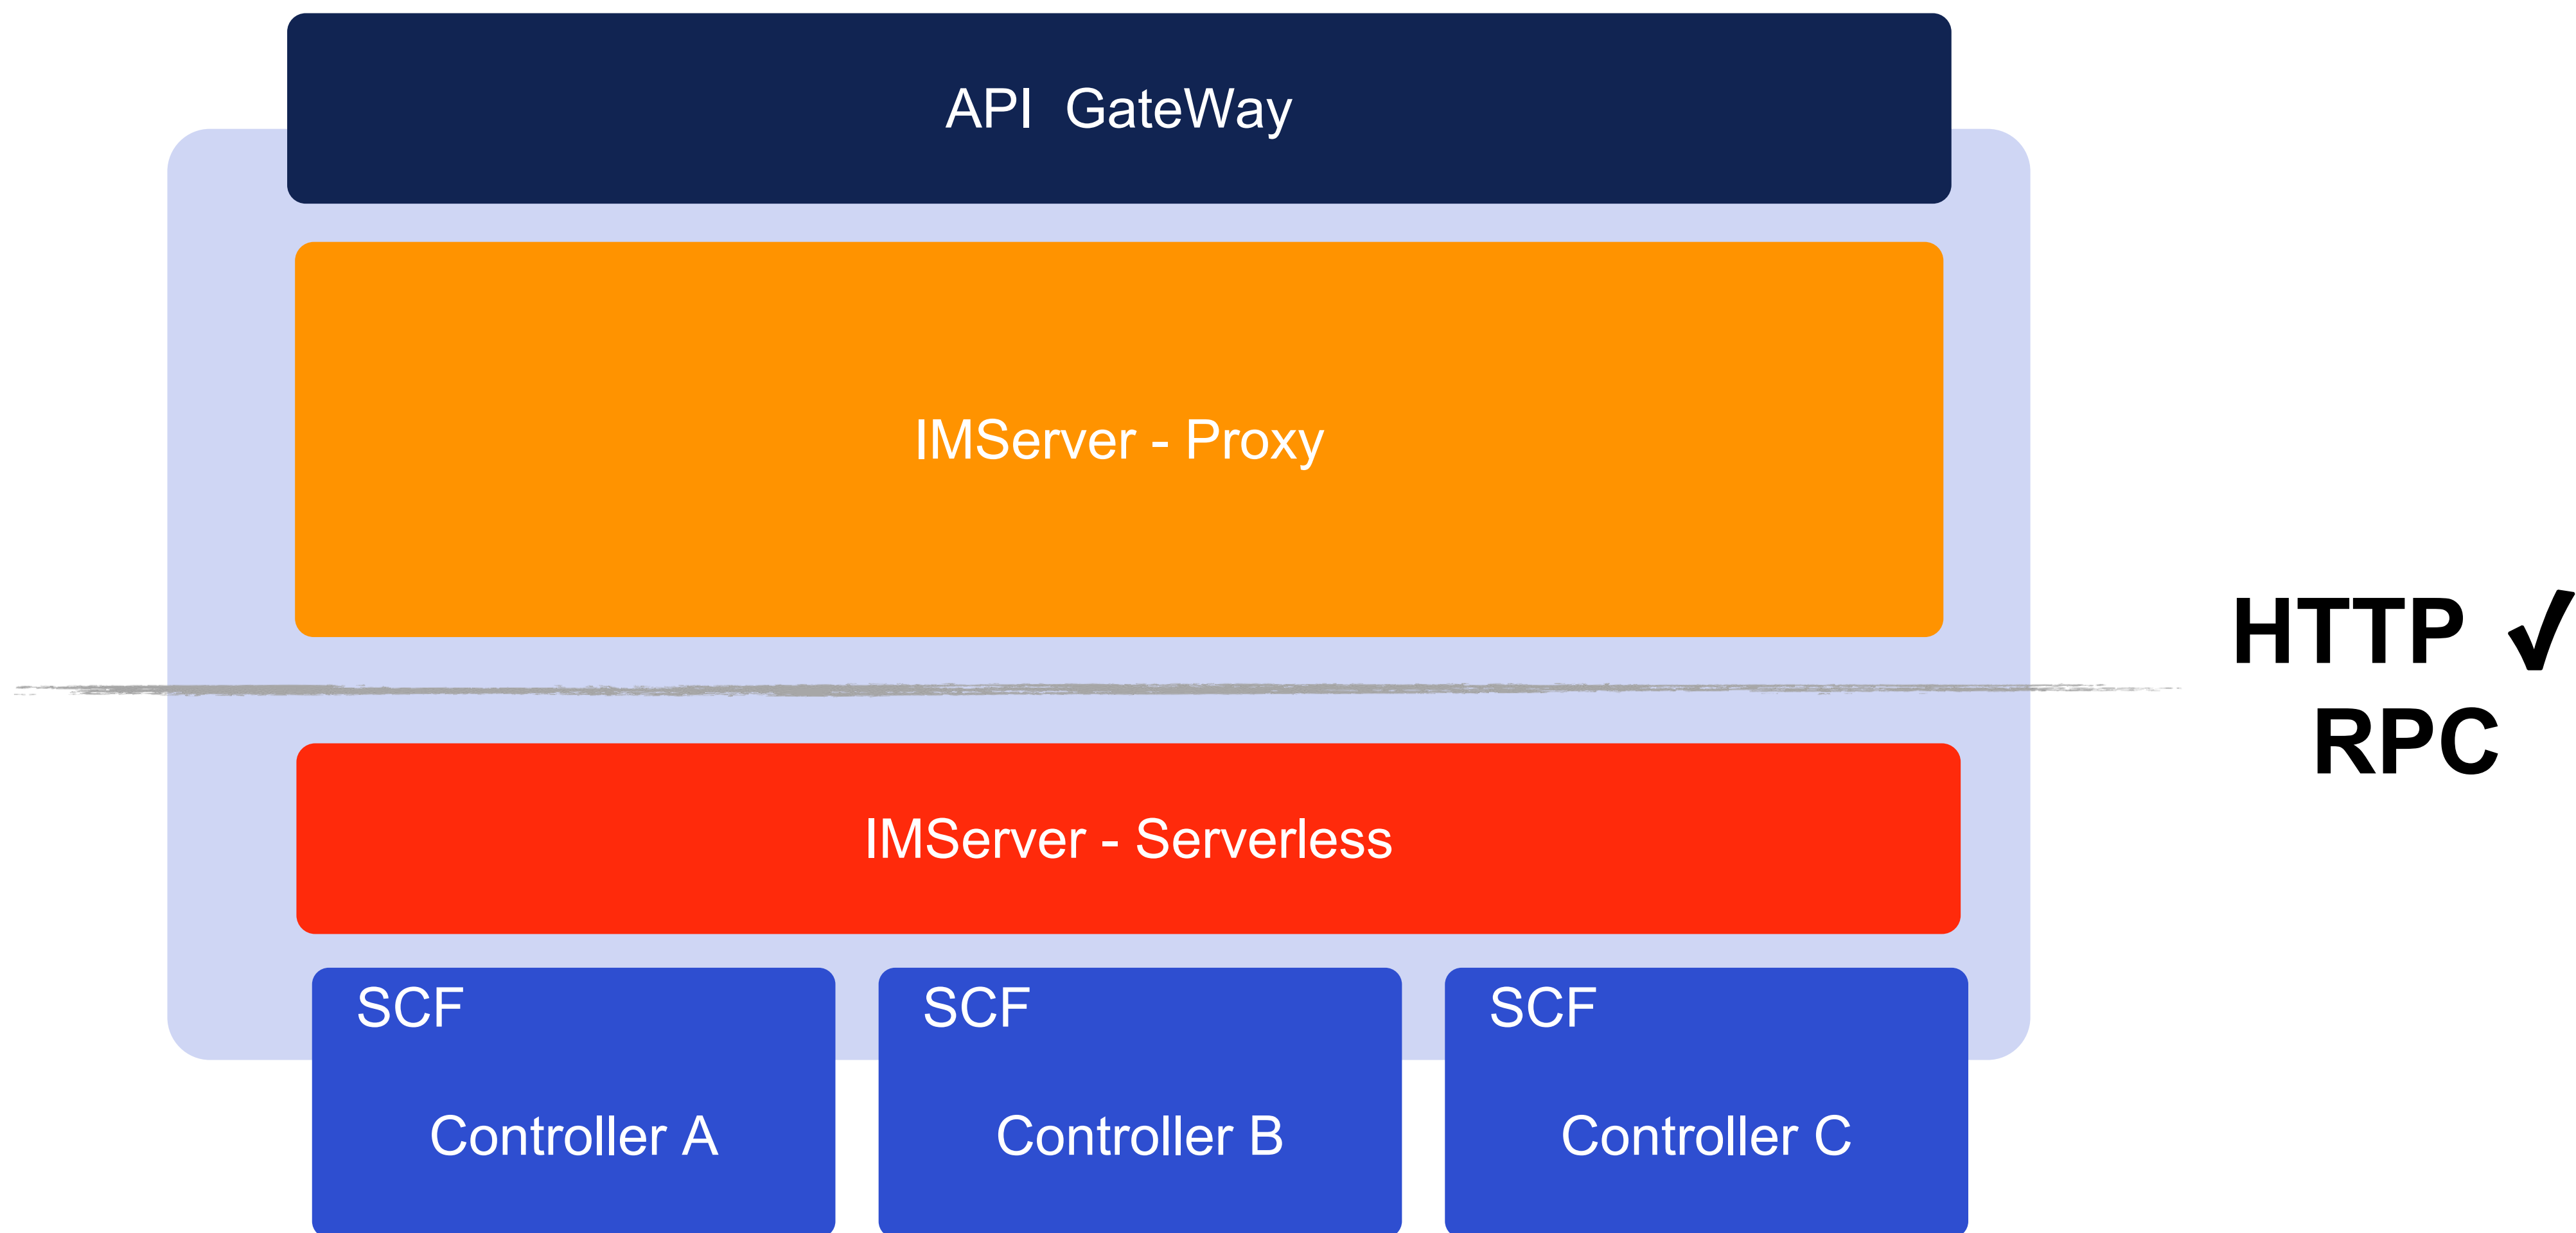 API  GateWay
IMServer - Proxy
HTTP ✓
RPC
IMServer - Serverless
SCF
Controller A
SCF
Controller B
SCF
Controller C